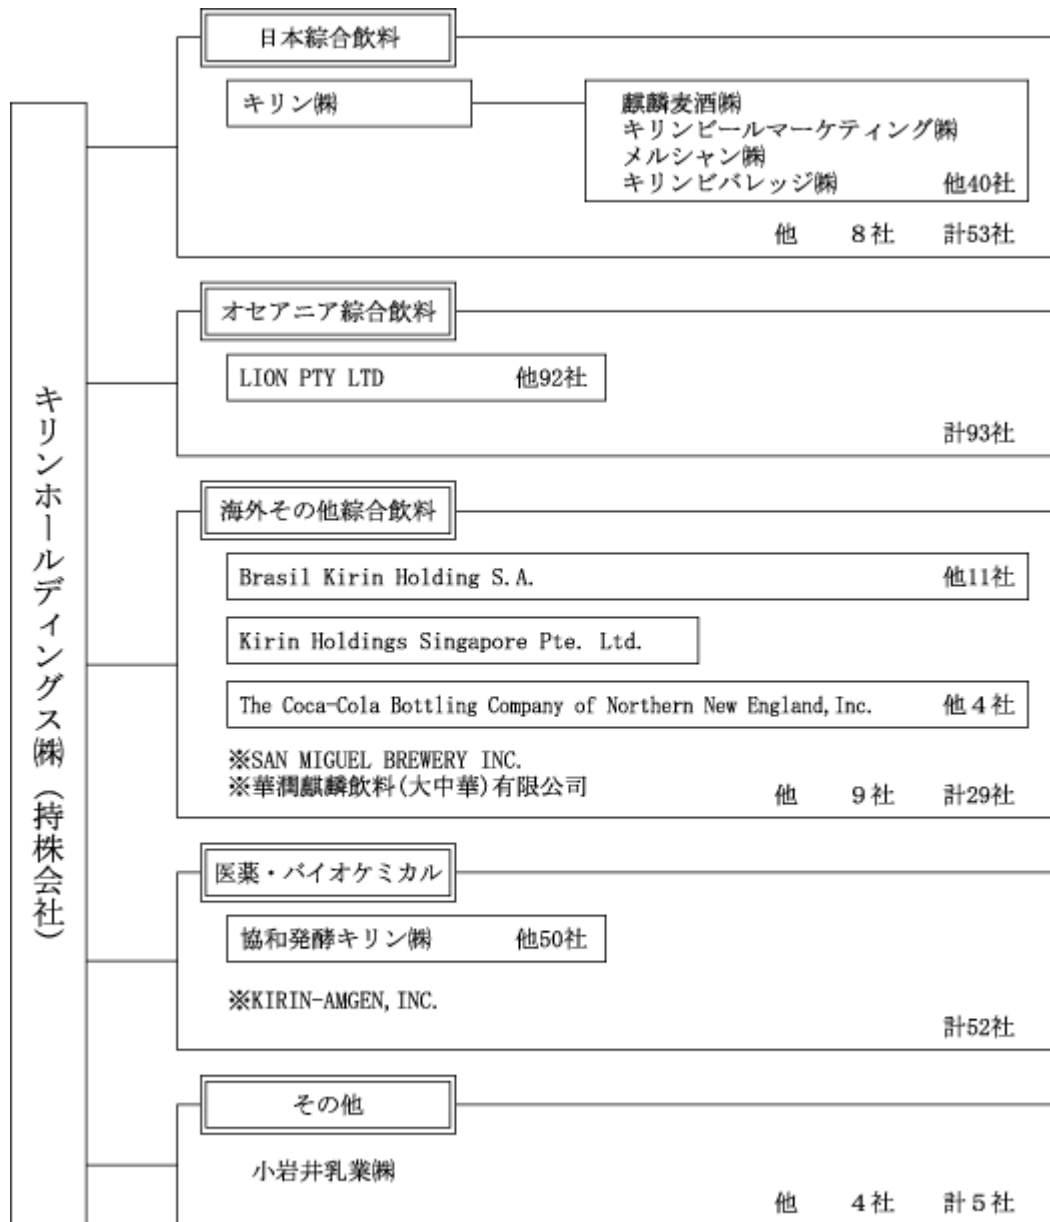 キリンホールディングス㈱（持株会社）
日本綜合飲料
キリン㈱
麒麟麦酒㈱
キリンビールマーケティング㈱
メルシャン㈱
キリンビバレッジ㈱ 他40社
他 8社 計53社
オセアニア綜合飲料
LION PTY LTD 他92社
計93社
海外その他綜合飲料
Brasil Kirin Holding S.A. 他11社
Kirin Holdings Singapore Pte. Ltd.
The Coca-Cola Bottling Company of Northern New England,Inc. 他４社
※SAN MIGUEL BREWERY INC.
※華潤麒麟飲料(大中華)有限公司
他 ９社 計29社
医薬・バイオケミカル
協和発酵キリン㈱ 他50社
※KIRIN-AMGEN,INC.
計52社
その他
小岩井乳業㈱
他 ４社 計５社